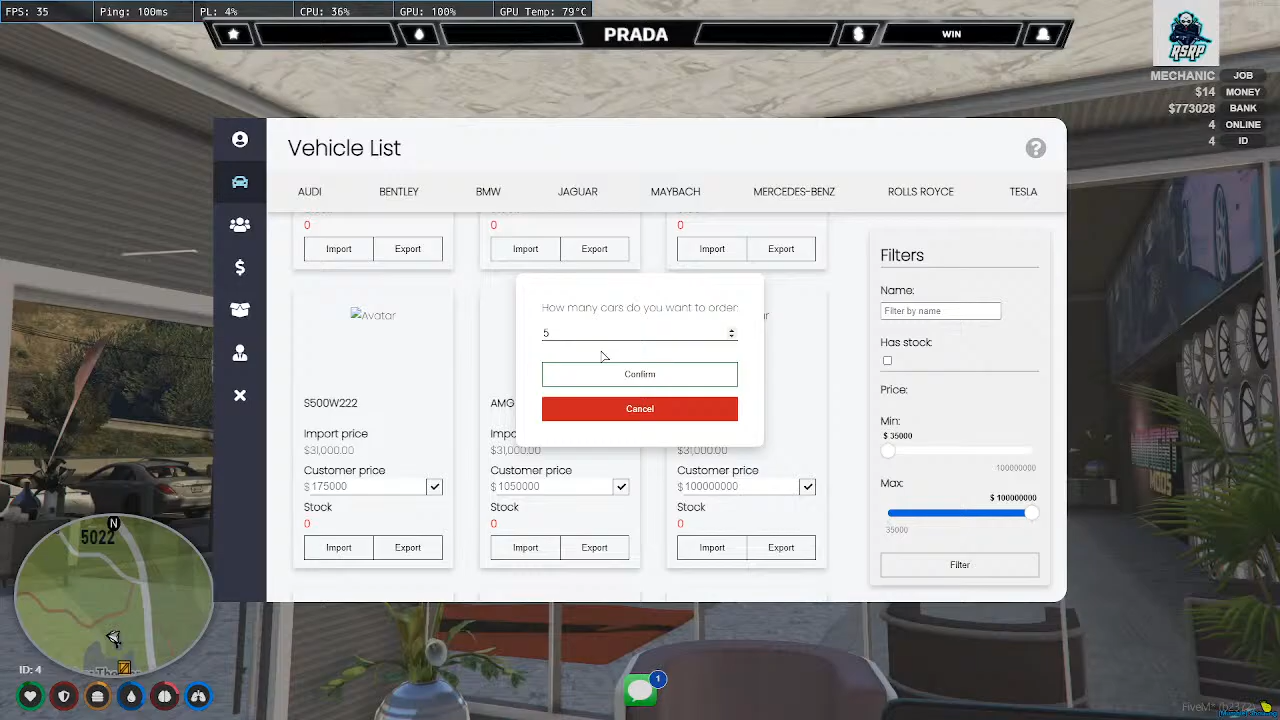 FPS: 35 Ping: 100ms PL: 4% CPU: 36% GPU: 100% GPU Temp: 79°C
PRADA
WIN
RSRP
MECHANIC JOB
$14 MONEY
$773028 BANK
4 ONLINE
4 ID
Vehicle List
?
AUDI BENTLEY BMW JAGUAR MAYBACH MERCEDES-BENZ ROLLS ROYCE TESLA
0 0 0
Import Export Import Export Import Export
Filters
Name:
Filter by name
Has stock:
Price:
Min:
$ 35000
100000000
Max:
$ 100000000
35000
Filter
How many cars do you want to order:
5
Confirm
Cancel
Avatar
S500W222 AMG
Import price
$31,000.00 $31,000.00 $31,000.00
Customer price Customer price Customer price
$ 175000 $ 1050000 $ 100000000
Stock Stock Stock
0 0 0
Import Export Import Export Import Export
N
5022
ID: 4
1
MODS
FiveM* (b2372)